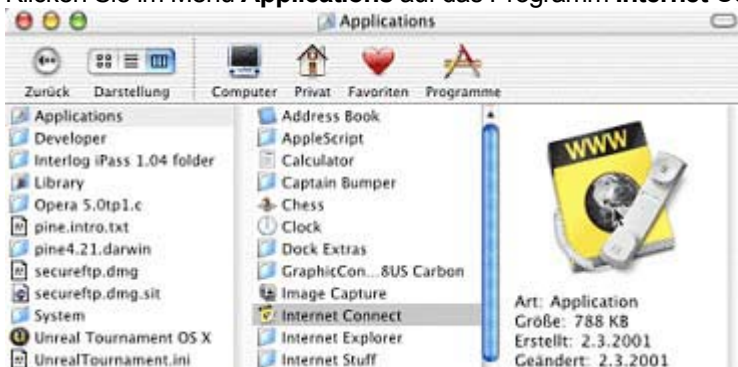 Klicken Sie im Menü Applications auf das Programm Internet
Applications
Zurück Darstellung Computer Privat Favoriten Programme
Applications
Developer
Interlog iPass 1.04 folder
Library
Opera 5.0tp1.c
pine.intro.txt
pine4.21.darwin
secureftp.dmg
secureftp.dmg.sit
System
Unreal Tournament OS X
UnrealTournament.ini
Address Book
AppleScript
Calculator
Captain Bumper
Chess
Clock
Dock Extras
GraphicCon...8US Carbon
Image Capture
Internet Connect
Internet Explorer
Internet Stuff
WWW
Art: Application
Größe: 788 KB
Erstellt: 2.3.2001
Geändert: 2.3.2001